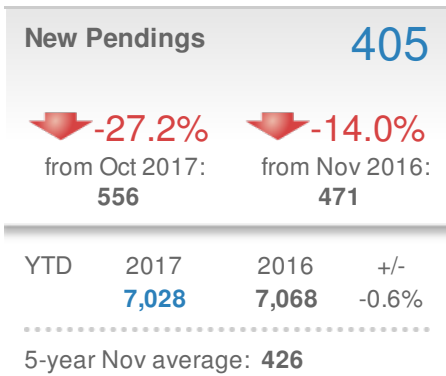 New Pendings 405
-27.2% -14.0%
from Oct 2017: from Nov 2016:
556 471
YTD 2017 2016 +/-
7,028 7,068 -0.6%
5-year Nov average: 426